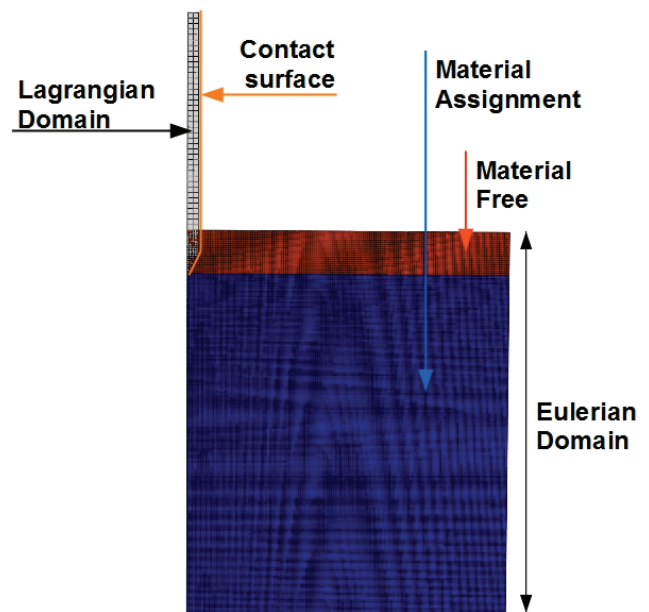 Contact
surface
Lagrangian
Domain
Material
Assignment
Material
Free
Eulerian
Domain